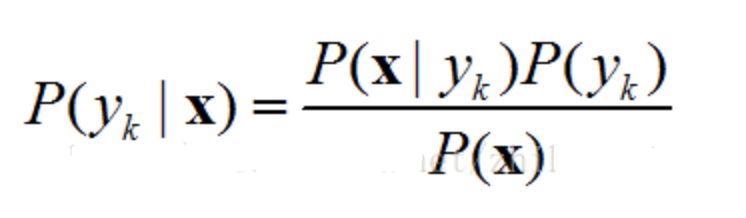 P(y_k | x) = P(x | y_k)P(y_k) / P(x)